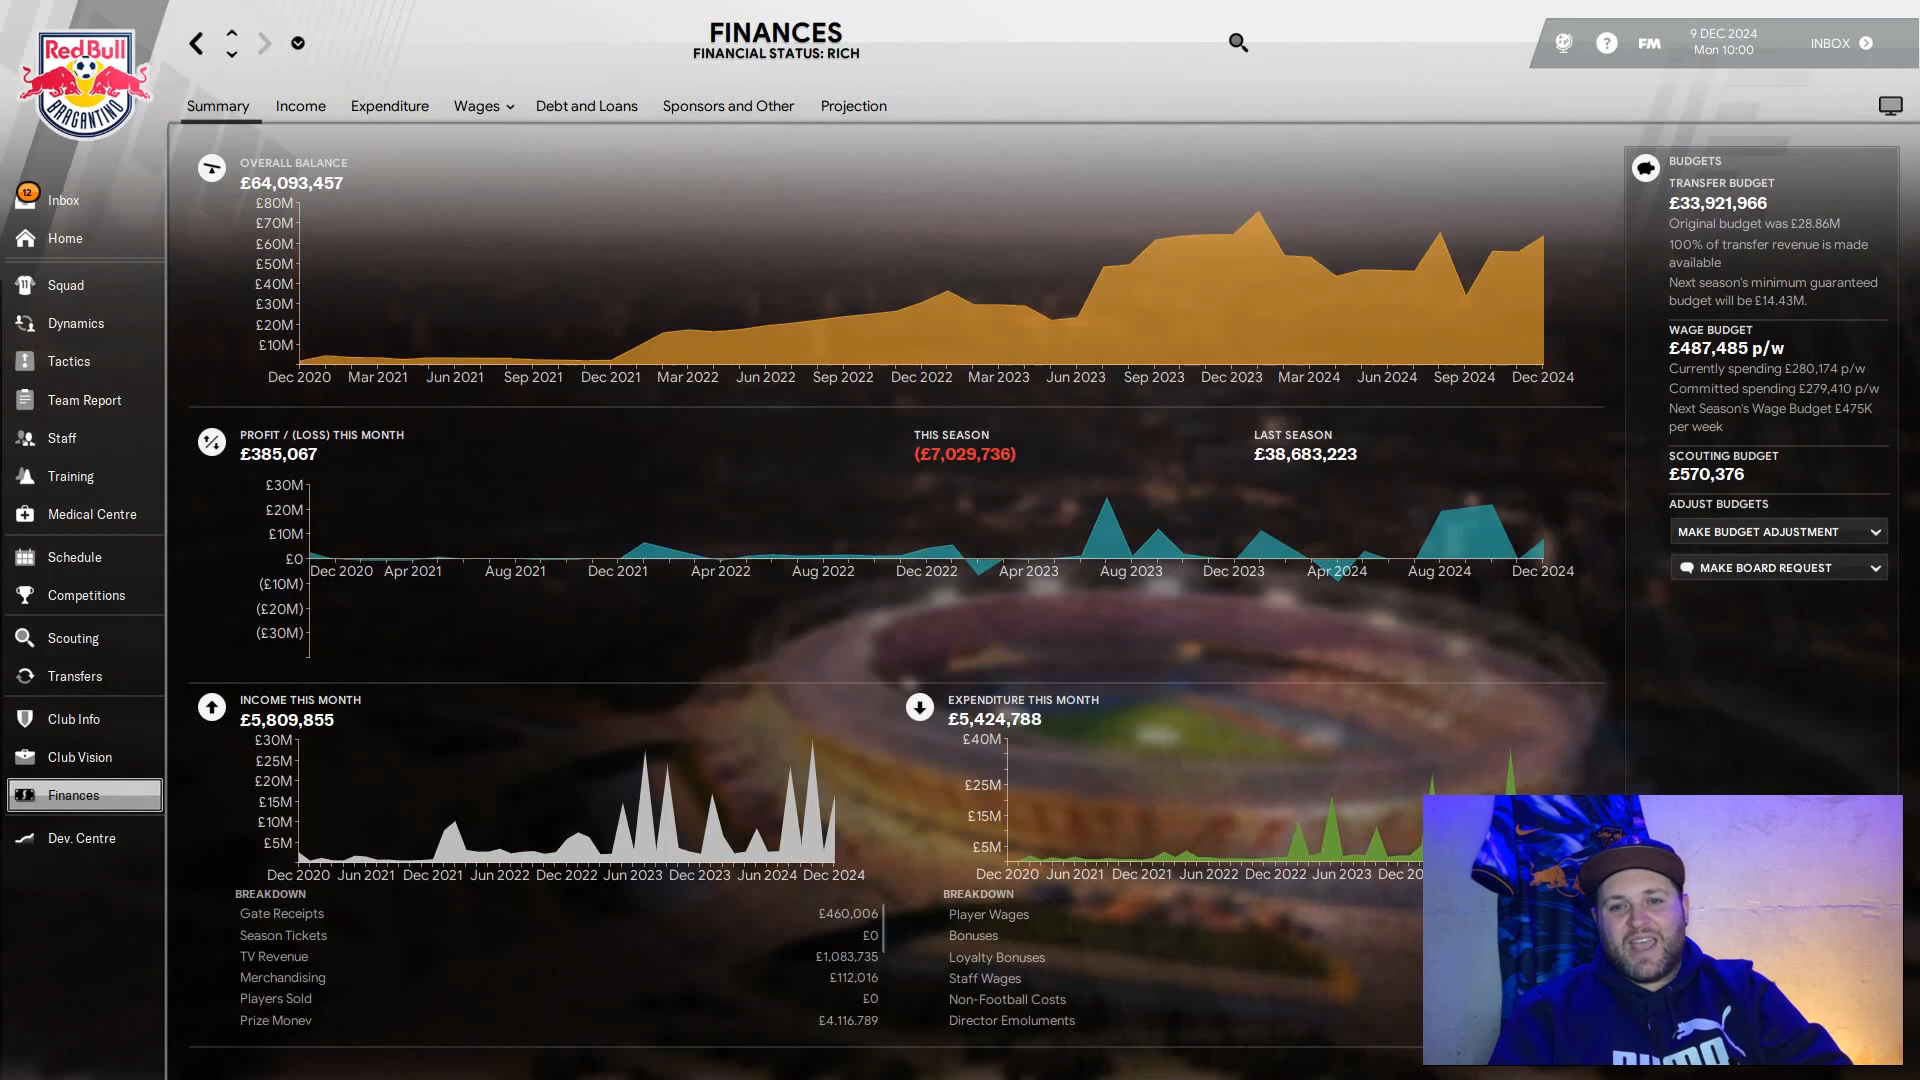 Red Bull
BRAGANTINO
FINANCES
FINANCIAL STATUS: RICH
?
FM
9 DEC 2024
Mon 10:00
INBOX
Summary
Income
Expenditure
Wages
Debt and Loans
Sponsors and Other
Projection
12
Inbox
Home
Squad
Dynamics
Tactics
Team Report
Staff
Training
Medical Centre
Schedule
Competitions
Scouting
Transfers
Club Info
Club Vision
Finances
Dev. Centre
OVERALL BALANCE
£64,093,457
£80M
£70M
£60M
£50M
£40M
£30M
£20M
£10M
Dec 2020 Mar 2021 Jun 2021 Sep 2021 Dec 2021 Mar 2022 Jun 2022 Sep 2022 Dec 2022 Mar 2023 Jun 2023 Sep 2023 Dec 2023 Mar 2024 Jun 2024 Sep 2024 Dec 2024
PROFIT / (LOSS) THIS MONTH
£385,067
THIS SEASON
(£7,029,736)
LAST SEASON
£38,683,223
£30M
£20M
£10M
£0
(£10M)
(£20M)
(£30M)
Dec 2020 Apr 2021 Aug 2021 Dec 2021 Apr 2022 Aug 2022 Dec 2022 Apr 2023 Aug 2023 Dec 2023 Apr 2024 Aug 2024 Dec 2024
INCOME THIS MONTH
£5,809,855
£30M
£25M
£20M
£15M
£10M
£5M
Dec 2020 Jun 2021 Dec 2021 Jun 2022 Dec 2022 Jun 2023 Dec 2023 Jun 2024 Dec 2024
BREAKDOWN
Gate Receipts £460,006
Season Tickets £0
TV Revenue £1,083,735
Merchandising £112,016
Players Sold £0
Prize Money £4,116,789
EXPENDITURE THIS MONTH
£5,424,788
£40M
£25M
£15M
£5M
Dec 2020 Jun 2021 Dec 2021 Jun 2022 Dec 2022 Jun 2023 Dec 20
BREAKDOWN
Player Wages
Bonuses
Loyalty Bonuses
Staff Wages
Non-Football Costs
Director Emoluments
BUDGETS
TRANSFER BUDGET
£33,921,966
Original budget was £28.86M
100% of transfer revenue is made
available
Next season's minimum guaranteed
budget will be £14.43M.
WAGE BUDGET
£487,485 p/w
Currently spending £280,174 p/w
Committed spending £279,410 p/w
Next Season's Wage Budget £475K
per week
SCOUTING BUDGET
£570,376
ADJUST BUDGETS
MAKE BUDGET ADJUSTMENT
MAKE BOARD REQUEST
PUMA